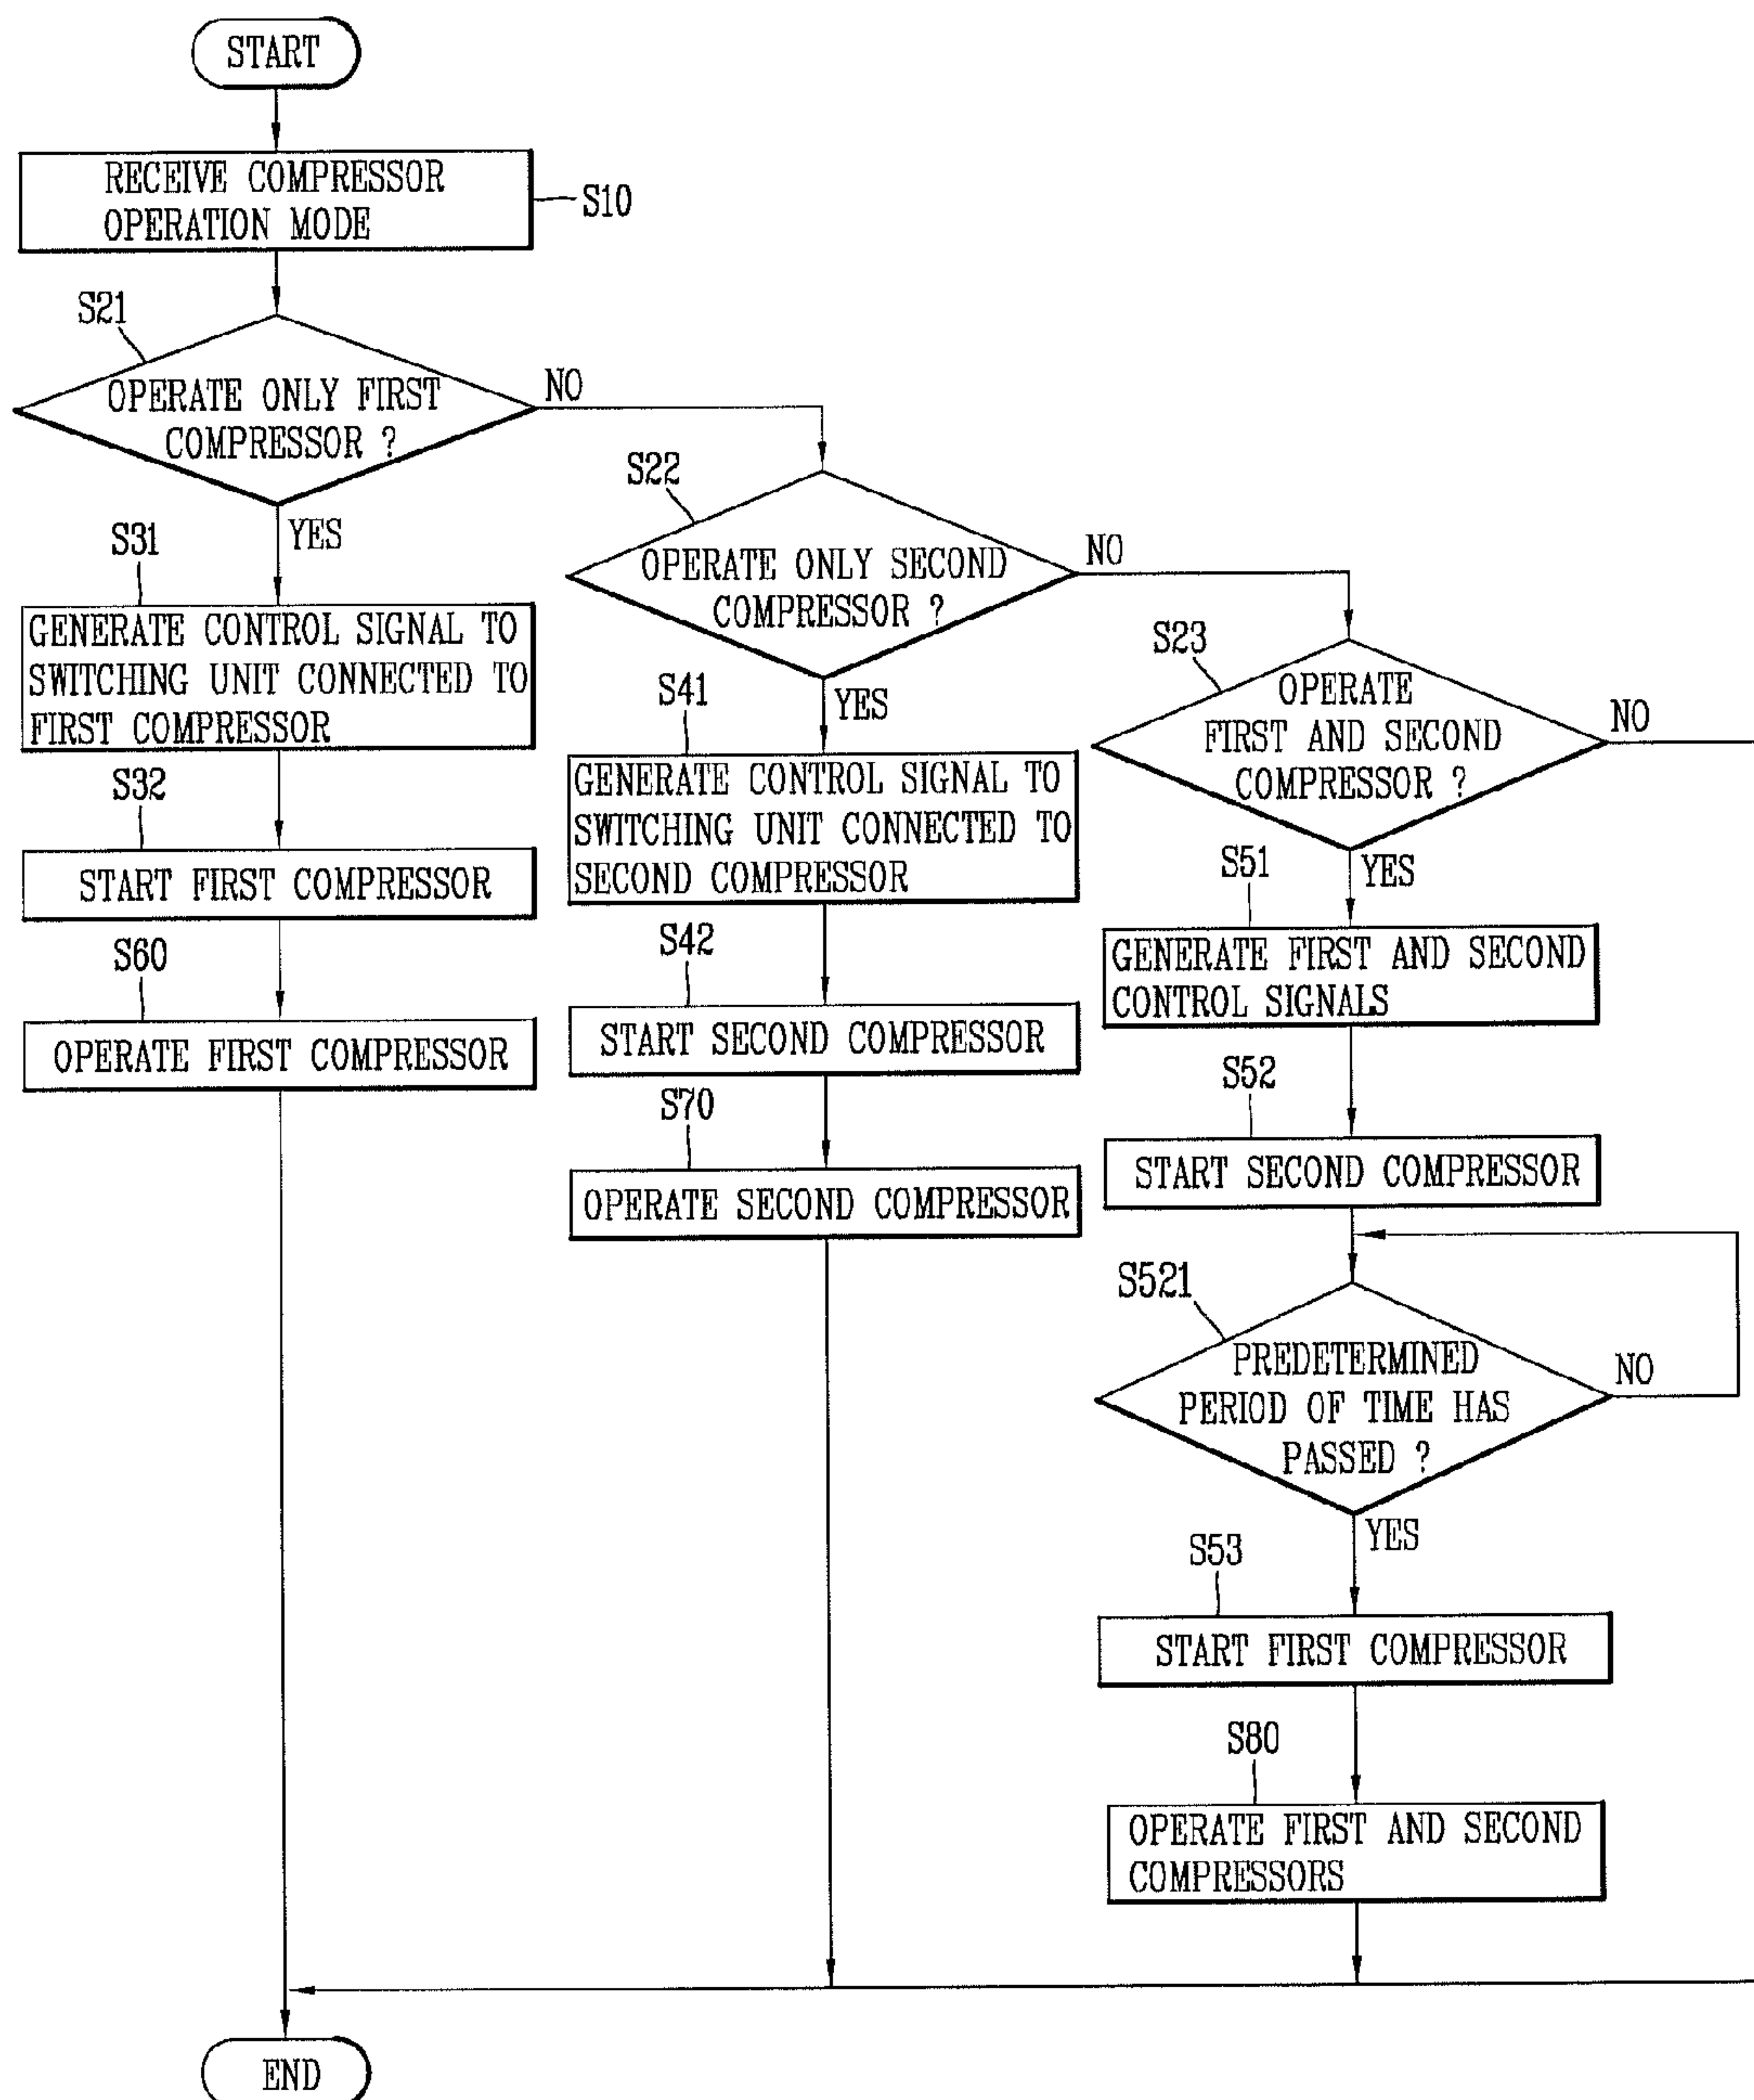 START
RECEIVE COMPRESSOR
OPERATION MODE
S10
S21
OPERATE ONLY FIRST
COMPRESSOR ?
NO
YES
S31
GENERATE CONTROL SIGNAL TO
SWITCHING UNIT CONNECTED TO
FIRST COMPRESSOR
S32
START FIRST COMPRESSOR
S60
OPERATE FIRST COMPRESSOR
S22
OPERATE ONLY SECOND
COMPRESSOR ?
NO
YES
S41
GENERATE CONTROL SIGNAL TO
SWITCHING UNIT CONNECTED TO
SECOND COMPRESSOR
S42
START SECOND COMPRESSOR
S70
OPERATE SECOND COMPRESSOR
S23
OPERATE
FIRST AND SECOND
COMPRESSOR ?
NO
YES
S51
GENERATE FIRST AND SECOND
CONTROL SIGNALS
S52
START SECOND COMPRESSOR
S521
PREDETERMINED
PERIOD OF TIME HAS
PASSED ?
NO
YES
S53
START FIRST COMPRESSOR
S80
OPERATE FIRST AND SECOND
COMPRESSORS
END